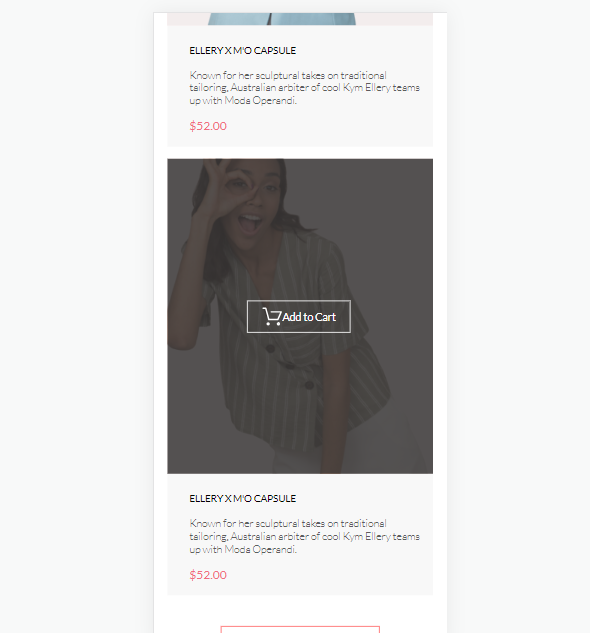 ELLERY X M'O CAPSULE
Known for her sculptural takes on traditional
tailoring, Australian arbiter of cool Kym Ellery teams
up with Moda Operandi.
$52.00
Add to Cart
ELLERY X M'O CAPSULE
Known for her sculptural takes on traditional
tailoring, Australian arbiter of cool Kym Ellery teams
up with Moda Operandi.
$52.00